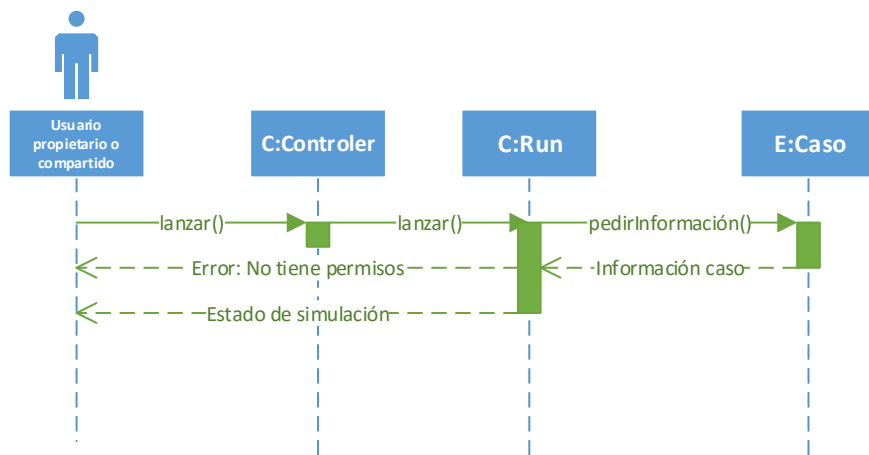 Usuario
propietario o
compartido
C:Controler
C:Run
E:Caso
lanzar()
lanzar()
pedirInformación()
Error: No tiene permisos
Información caso
Estado de simulación